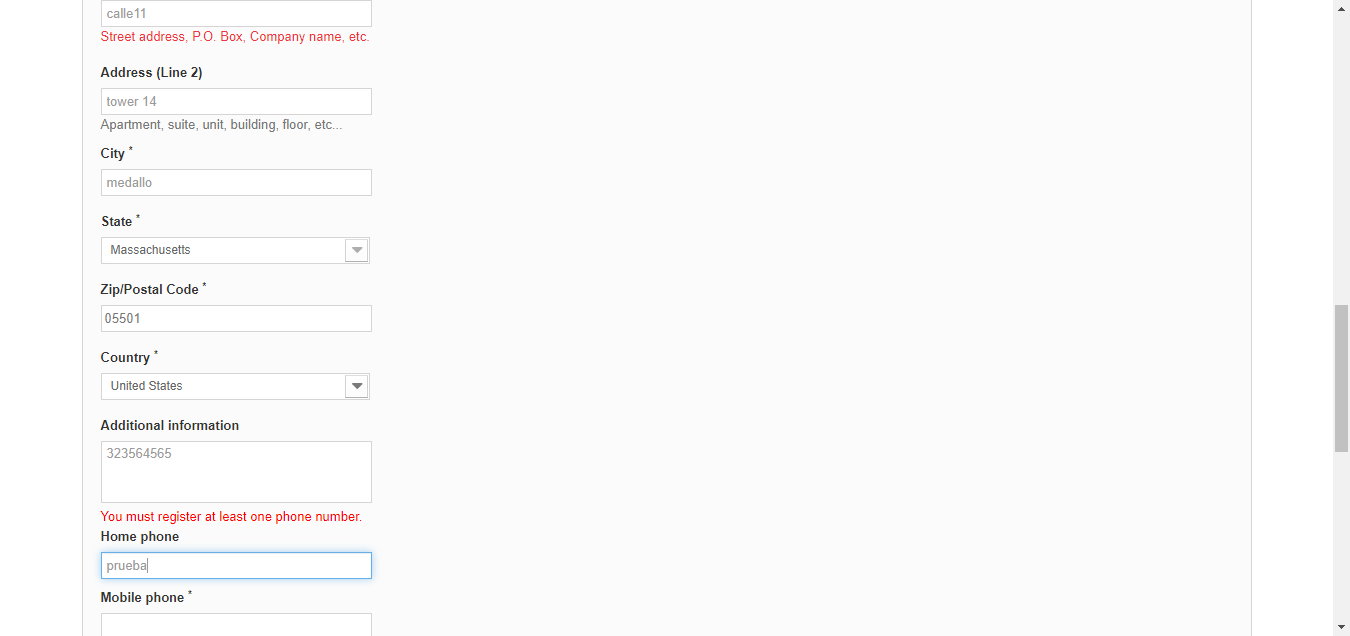 calle11
Street address, P.O. Box, Company name, etc.
Address (Line 2)
tower 14
Apartment, suite, unit, building, floor, etc...
City *
medallo
State *
Massachusetts
Zip/Postal Code *
05501
Country *
United States
Additional information
323564565
You must register at least one phone number.
Home phone
prueba
Mobile phone *